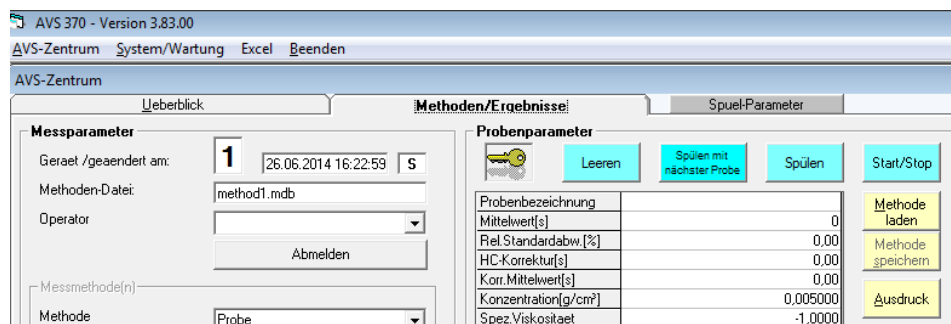 AVS 370 - Version 3.83.00
AVS-Zentrum System/Wartung Excel Beenden
AVS-Zentrum
Ueberblick Methoden/Ergebnisse Spuel-Parameter
Messparameter
Geraet /geaendert am: 1 26.06.2014 16:22:59 S
Methoden-Datei: method1.mdb
Operator
Abmelden
Messmethode(n)
Methode Probe
Probenparameter
Leeren
Spülen mit
nächster Probe
Spülen
Start/Stop
Probenbezeichnung
Mittelwert[s] 0
Rel.Standardabw.[%] 0,00
HC-Korrektur[s] 0,00
Korr.Mittelwert[s] 0,00
Konzentration[g/cm³] 0,005000
Spez.Viskositaet -1,0000
Methode
laden
Methode
speichern
Ausdruck